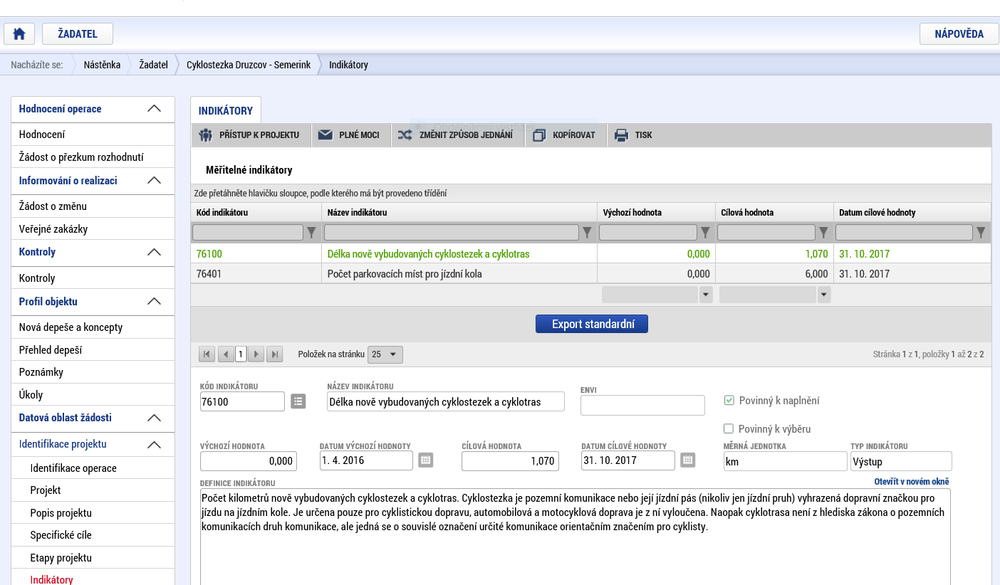 ŽADATEL
NÁPOVĚDA
Nacházíte se: Nástěnka Žadatel Cyklostezka Druzcov - Semerink Indikátory
Hodnocení operace
Hodnocení
Žádost o přezkum rozhodnutí
Informování o realizaci
Žádost o změnu
Veřejné zakázky
Kontroly
Kontroly
Profil objektu
Nová depeše a koncepty
Přehled depeší
Poznámky
Úkoly
Datová oblast žádosti
Identifikace projektu
Identifikace operace
Projekt
Popis projektu
Specifické cíle
Etapy projektu
Indikátory
INDIKÁTORY
Obdélníkový výstřižek
PŘÍSTUP K PROJEKTU PLNÉ MOCI ZMĚNIT ZPŮSOB JEDNÁNÍ KOPÍROVAT TISK
Měřitelné indikátory
Zde přetáhněte hlavičku sloupce, podle kterého má být provedeno třídění
Kód indikátoru Název indikátoru Výchozí hodnota Cílová hodnota Datum cílové hodnoty
76100 Délka nově vybudovaných cyklostezek a cyklotras 0,000 1,070 31. 10. 2017
76401 Počet parkovacích míst pro jízdní kola 0,000 6,000 31. 10. 2017
Export standardní
1 Položek na stránku 25 Stránka 1 z 1, položky 1 až 2 z 2
KÓD INDIKÁTORU NÁZEV INDIKÁTORU ENVI
76100 Délka nově vybudovaných cyklostezek a cyklotras Povinný k naplnění
Povinný k výběru
VÝCHOZÍ HODNOTA DATUM VÝCHOZÍ HODNOTY CÍLOVÁ HODNOTA DATUM CÍLOVÉ HODNOTY MĚRNÁ JEDNOTKA TYP INDIKÁTORU
0,000 1. 4. 2016 1,070 31. 10. 2017 km Výstup
DEFINICE INDIKÁTORU Otevřít v novém okně
Počet kilometrů nově vybudovaných cyklostezek a cyklotras. Cyklostezka je pozemní komunikace nebo její jízdní pás (nikoliv jen jízdní pruh) vyhrazená dopravní značkou pro
jízdu na jízdním kole. Je určena pouze pro cyklistickou dopravu, automobilová a motocyklová doprava je z ní vyloučena. Naopak cyklotrasa není z hlediska zákona o pozemních
komunikacích druh komunikace, ale jedná se o souvislé označení určité komunikace orientačním značením pro cyklisty.